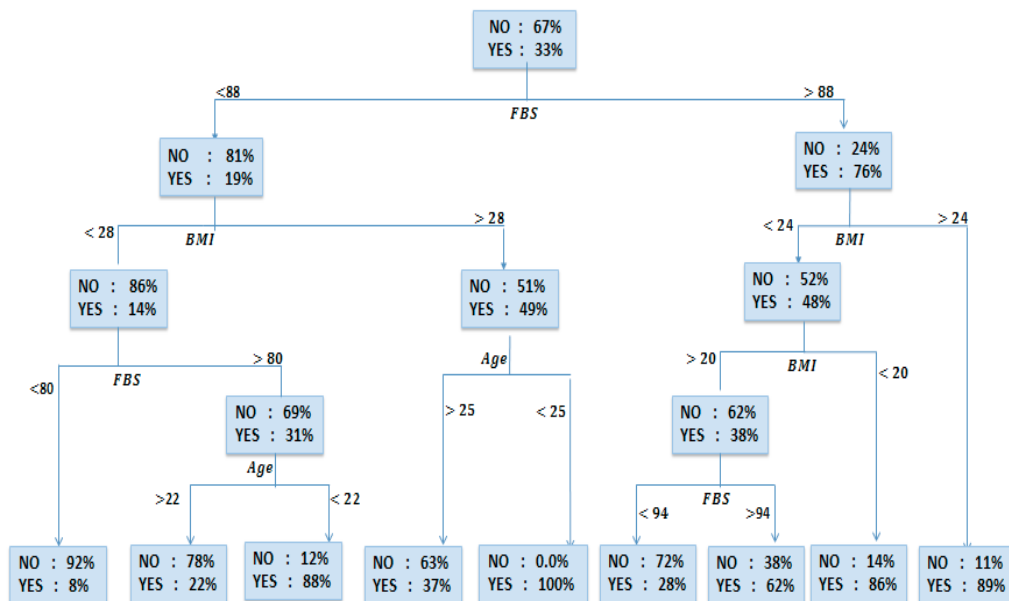 NO : 67%
YES : 33%
<88
> 88
FBS
NO : 81%
YES : 19%
NO : 24%
YES : 76%
< 28
> 28
BMI
< 24
> 24
BMI
NO : 86%
YES : 14%
NO : 51%
YES : 49%
NO : 52%
YES : 48%
<80
> 80
FBS
Age
> 20
< 20
BMI
NO : 69%
YES : 31%
> 25
< 25
NO : 62%
YES : 38%
Age
>22
< 22
FBS
< 94
>94
NO : 92%
YES : 8%
NO : 78%
YES : 22%
NO : 12%
YES : 88%
NO : 63%
YES : 37%
NO : 0.0%
YES : 100%
NO : 72%
YES : 28%
NO : 38%
YES : 62%
NO : 14%
YES : 86%
NO : 11%
YES : 89%